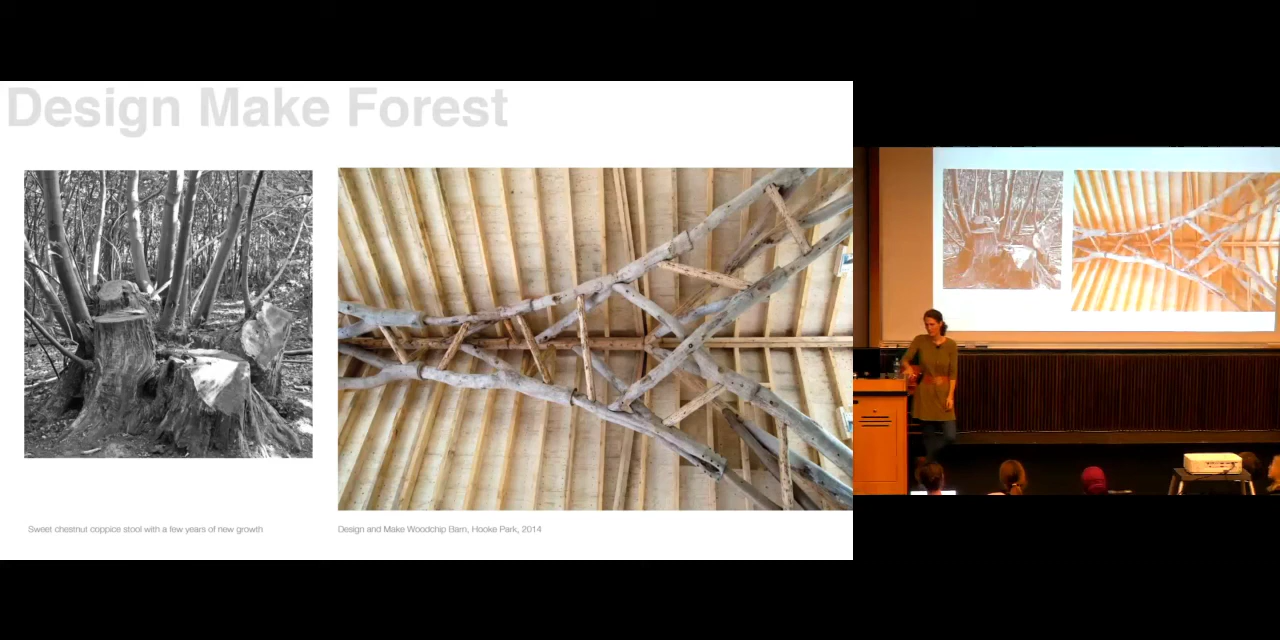 Design Make Forest
Sweet chestnut coppice stool with a few years of new growth
Design and Make Woodchip Barn, Hooke Park, 2014